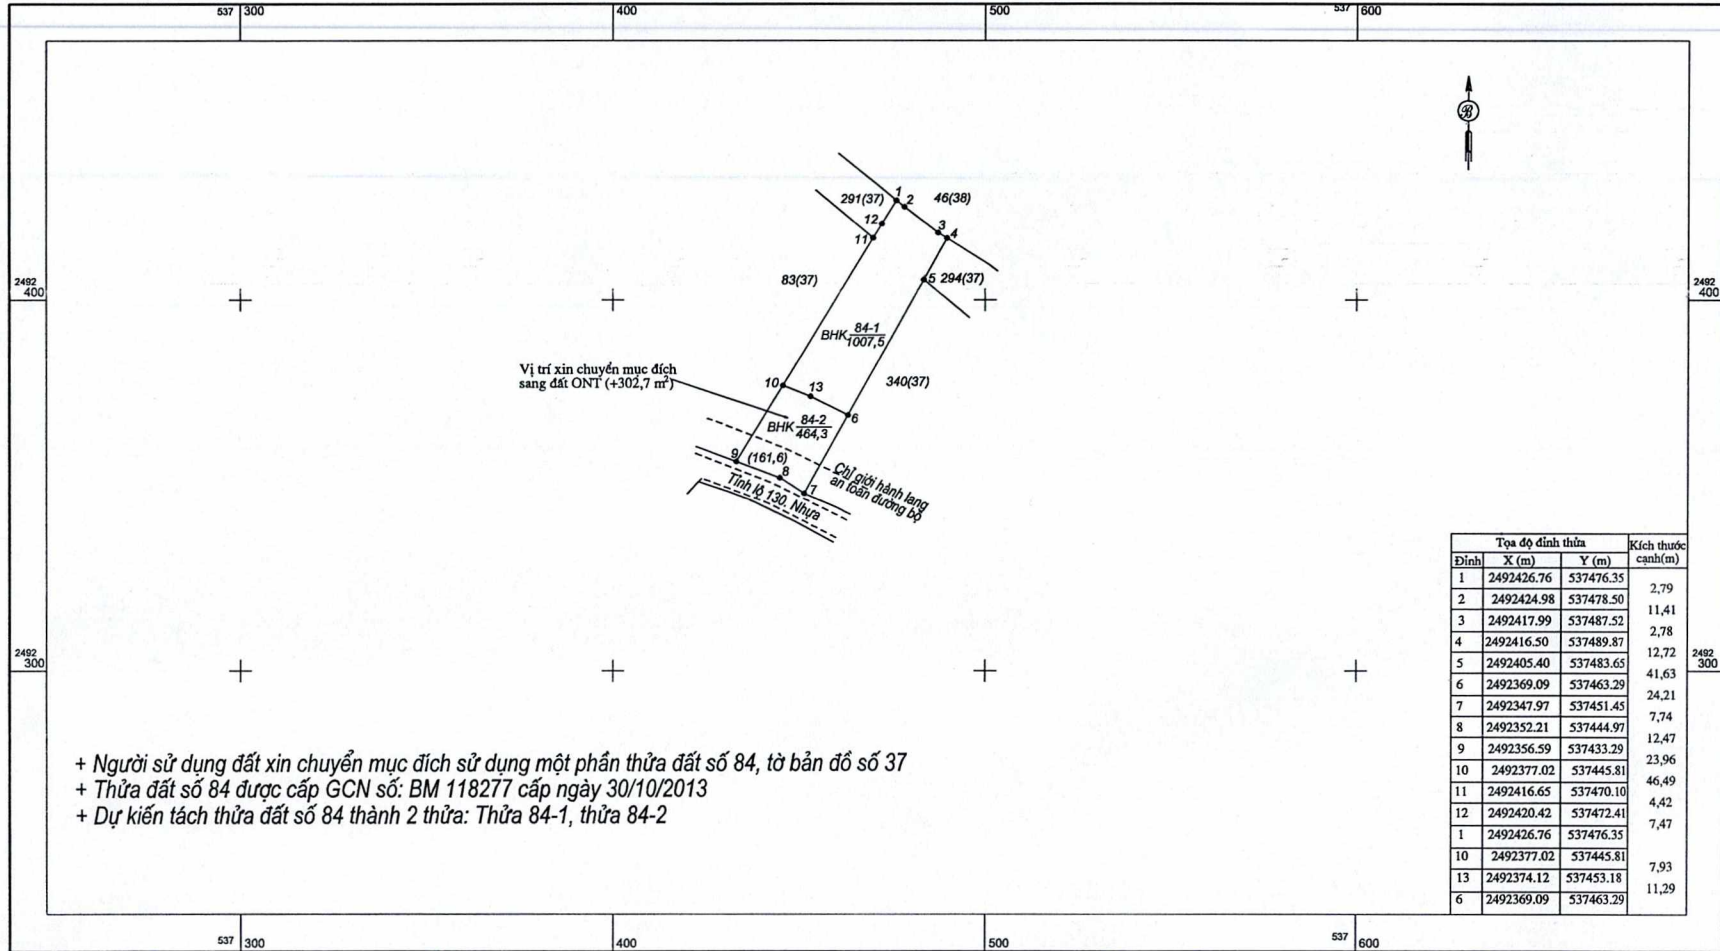 537 300 400 500 537 600
B
1
291(37) 2 46(38)
12 3
11 4
83(37) 5 294(37)
2492 400 2492 400
BHK 84-1
1007,5
Vị trí xin chuyển mục đích
sang đất ONT (+302,7 m²)
10 13 340(37)
6
BHK 84-2
464,3
9 (161,6)
8
7
Chỉ giới hành lang
an toàn đường bộ
Tỉnh lộ 130. Nhựa
2492 300 2492 300
+ Người sử dụng đất xin chuyển mục đích sử dụng một phần thửa đất số 84, tờ bản đồ số 37
+ Thửa đất số 84 được cấp GCN số: BM 118277 cấp ngày 30/10/2013
+ Dự kiến tách thửa đất số 84 thành 2 thửa: Thửa 84-1, thửa 84-2
Tọa độ đỉnh thửa Kích thước
Đỉnh X (m) Y (m) cạnh(m)
1 2492426.76 537476.35
2,79
2 2492424.98 537478.50
11,41
3 2492417.99 537487.52
2,78
4 2492416.50 537489.87
12,72
5 2492405.40 537483.65
41,63
6 2492369.09 537463.29
24,21
7 2492347.97 537451.45
7,74
8 2492352.21 537444.97
12,47
9 2492356.59 537433.29
23,96
10 2492377.02 537445.81
46,49
11 2492416.65 537470.10
4,42
12 2492420.42 537472.41
7,47
1 2492426.76 537476.35
10 2492377.02 537445.81
7,93
13 2492374.12 537453.18
11,29
6 2492369.09 537463.29
537 300 400 500 537 600